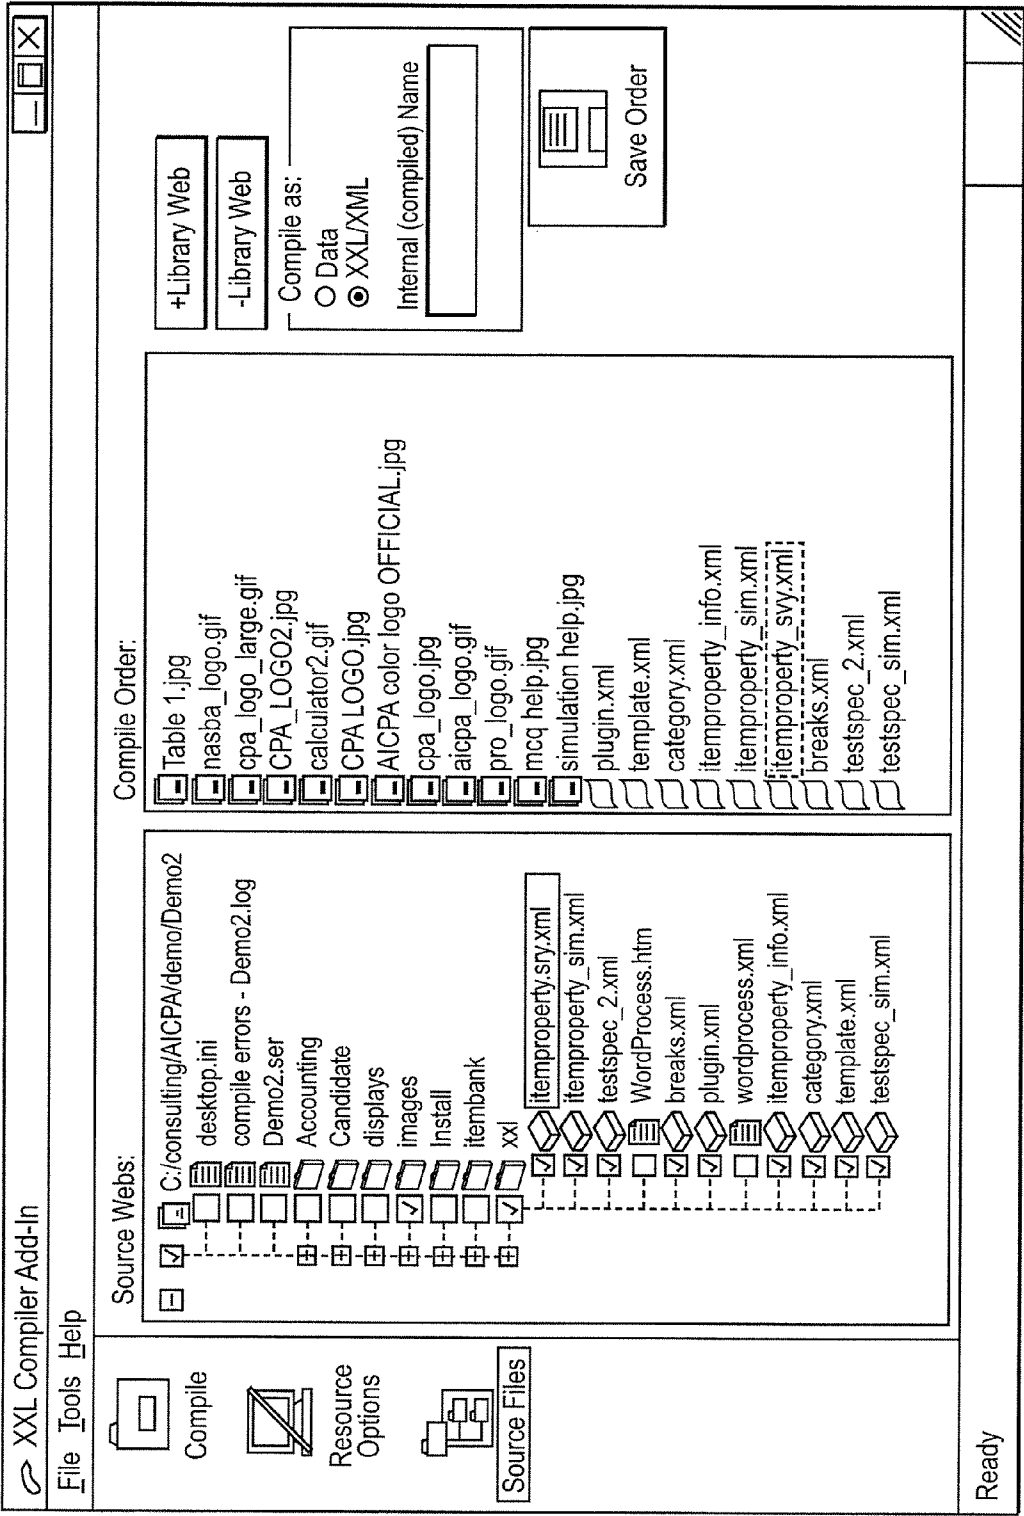 XXL Compiler Add-In
File Tools Help
Compile
Resource
Options
Source Files
Source Webs:
C:/consulting/AICPA/demo/Demo2
desktop.ini
compile errors - Demo2.log
Demo2.ser
Accounting
Candidate
displays
images
Install
itembank
xxl
itemproperty.sry.xml
itemproperty_sim.xml
testspec_2.xml
WordProcess.htm
breaks.xml
plugin.xml
wordprocess.xml
itemproperty_info.xml
category.xml
template.xml
testspec_sim.xml
Compile Order:
Table 1.jpg
nasba_logo.gif
cpa_logo_large.gif
CPA_LOGO2.jpg
calculator2.gif
CPA LOGO.jpg
AICPA color logo OFFICIAL.jpg
cpa_logo.jpg
aicpa_logo.gif
pro_logo.gif
mcq help.jpg
simulation help.jpg
plugin.xml
template.xml
category.xml
itemproperty_info.xml
itemproperty_sim.xml
itemproperty_svy.xml
breaks.xml
testspec_2.xml
testspec_sim.xml
+Library Web
-Library Web
Compile as:
Data
XXL/XML
Internal (compiled) Name
Save Order
Ready